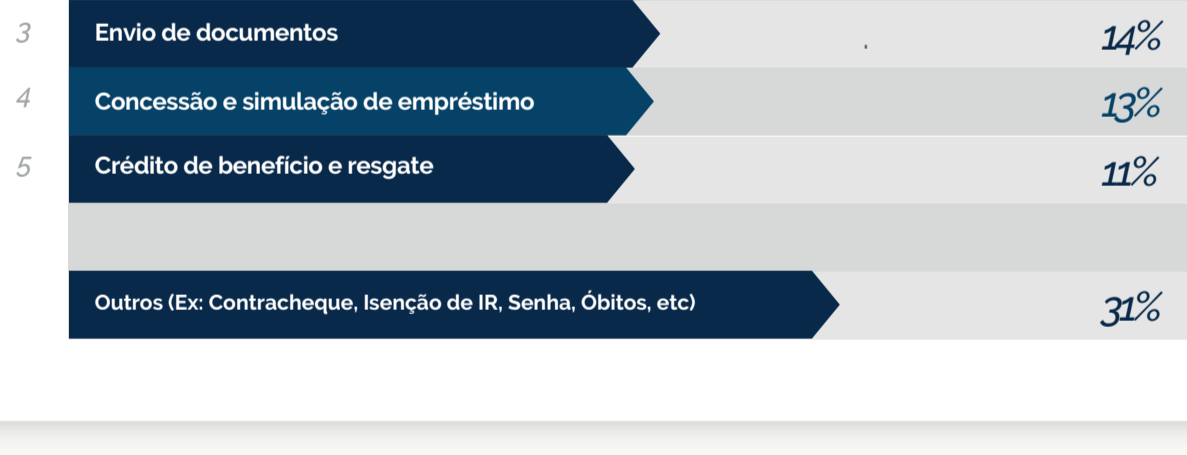 3 Envio de documentos 14%
4 Concessão e simulação de empréstimo 13%
5 Crédito de benefício e resgate 11%
Outros (Ex: Contracheque, Isenção de IR, Senha, Óbitos, etc) 31%